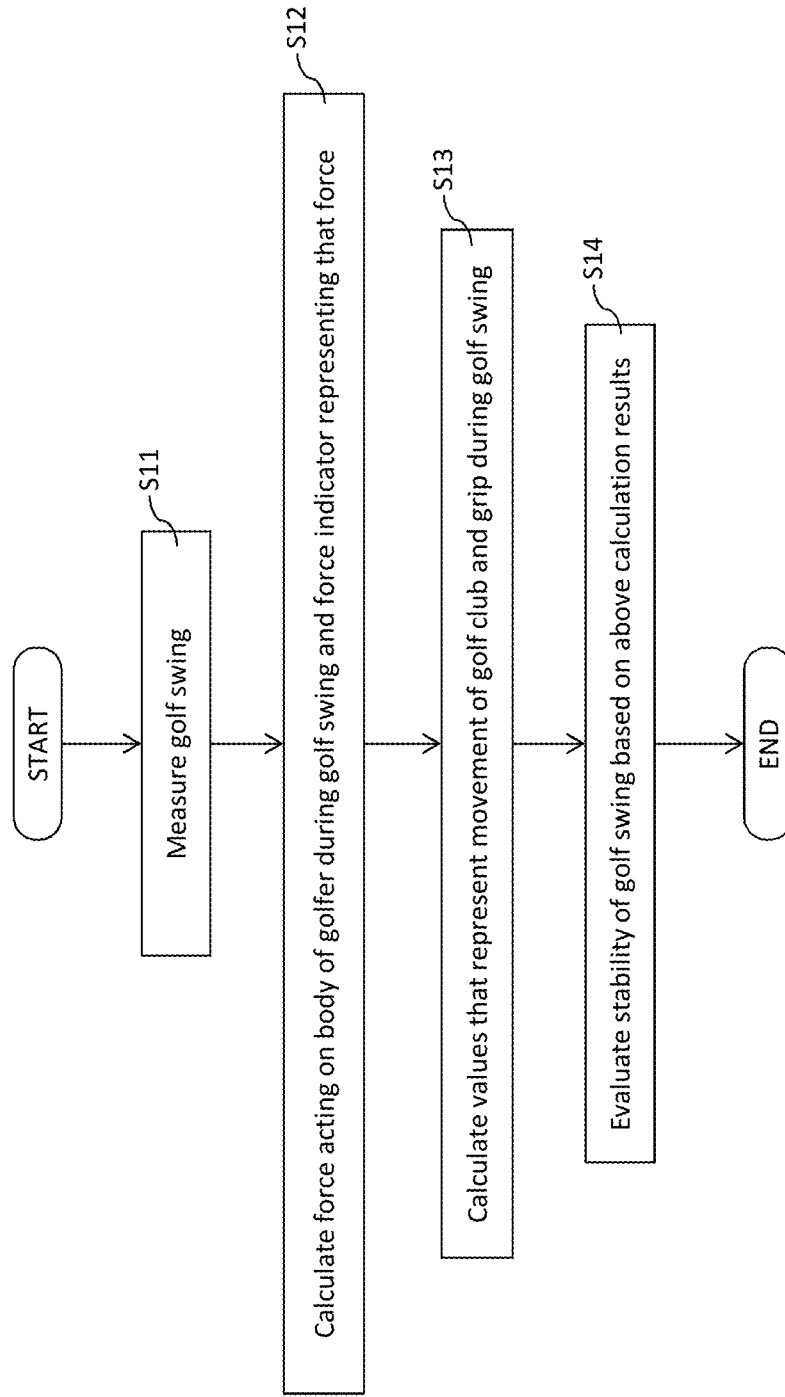 START
S11
Measure golf swing
S12
Calculate force acting on body of golfer during golf swing and force indicator representing that force
S13
Calculate values that represent movement of golf club and grip during golf swing
S14
Evaluate stability of golf swing based on above calculation results
END